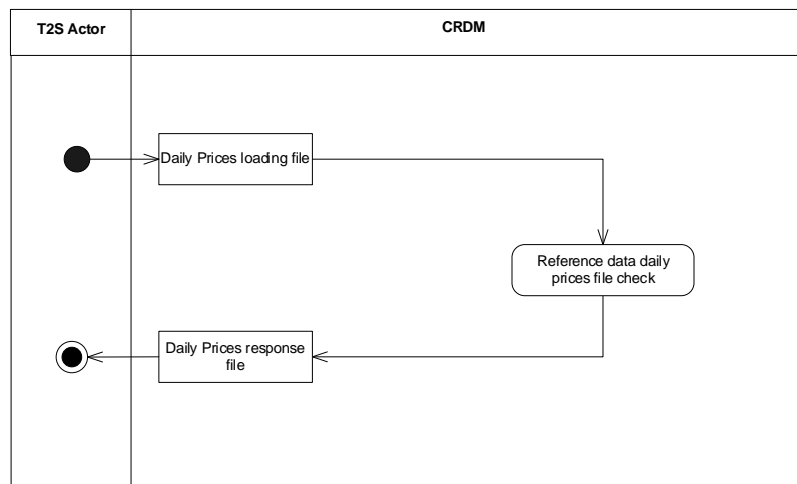 T2S Actor
CRDM
Daily Prices loading file
Reference data daily
prices file check
Daily Prices response
file